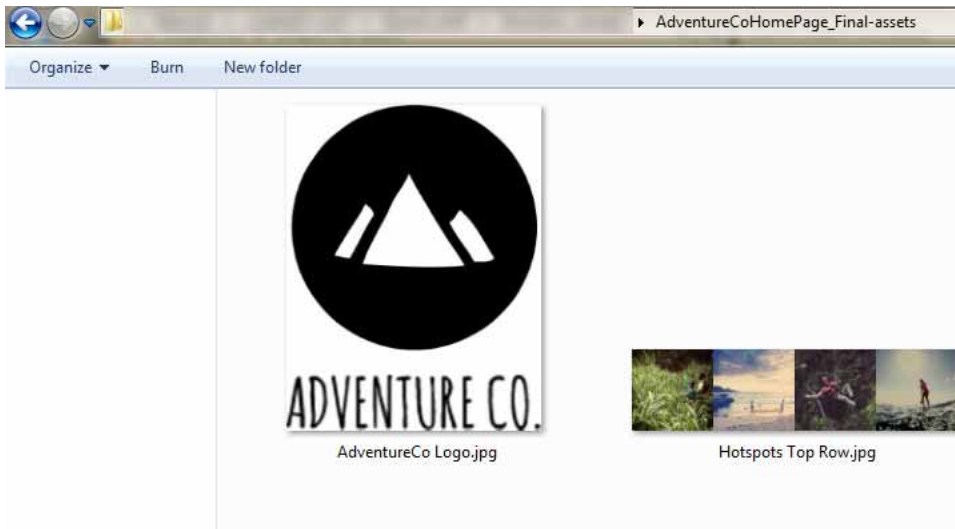 AdventureCoHomePage_Final-assets
Organize Burn New folder
ADVENTURE CO.
AdventureCo Logo.jpg Hotspots Top Row.jpg